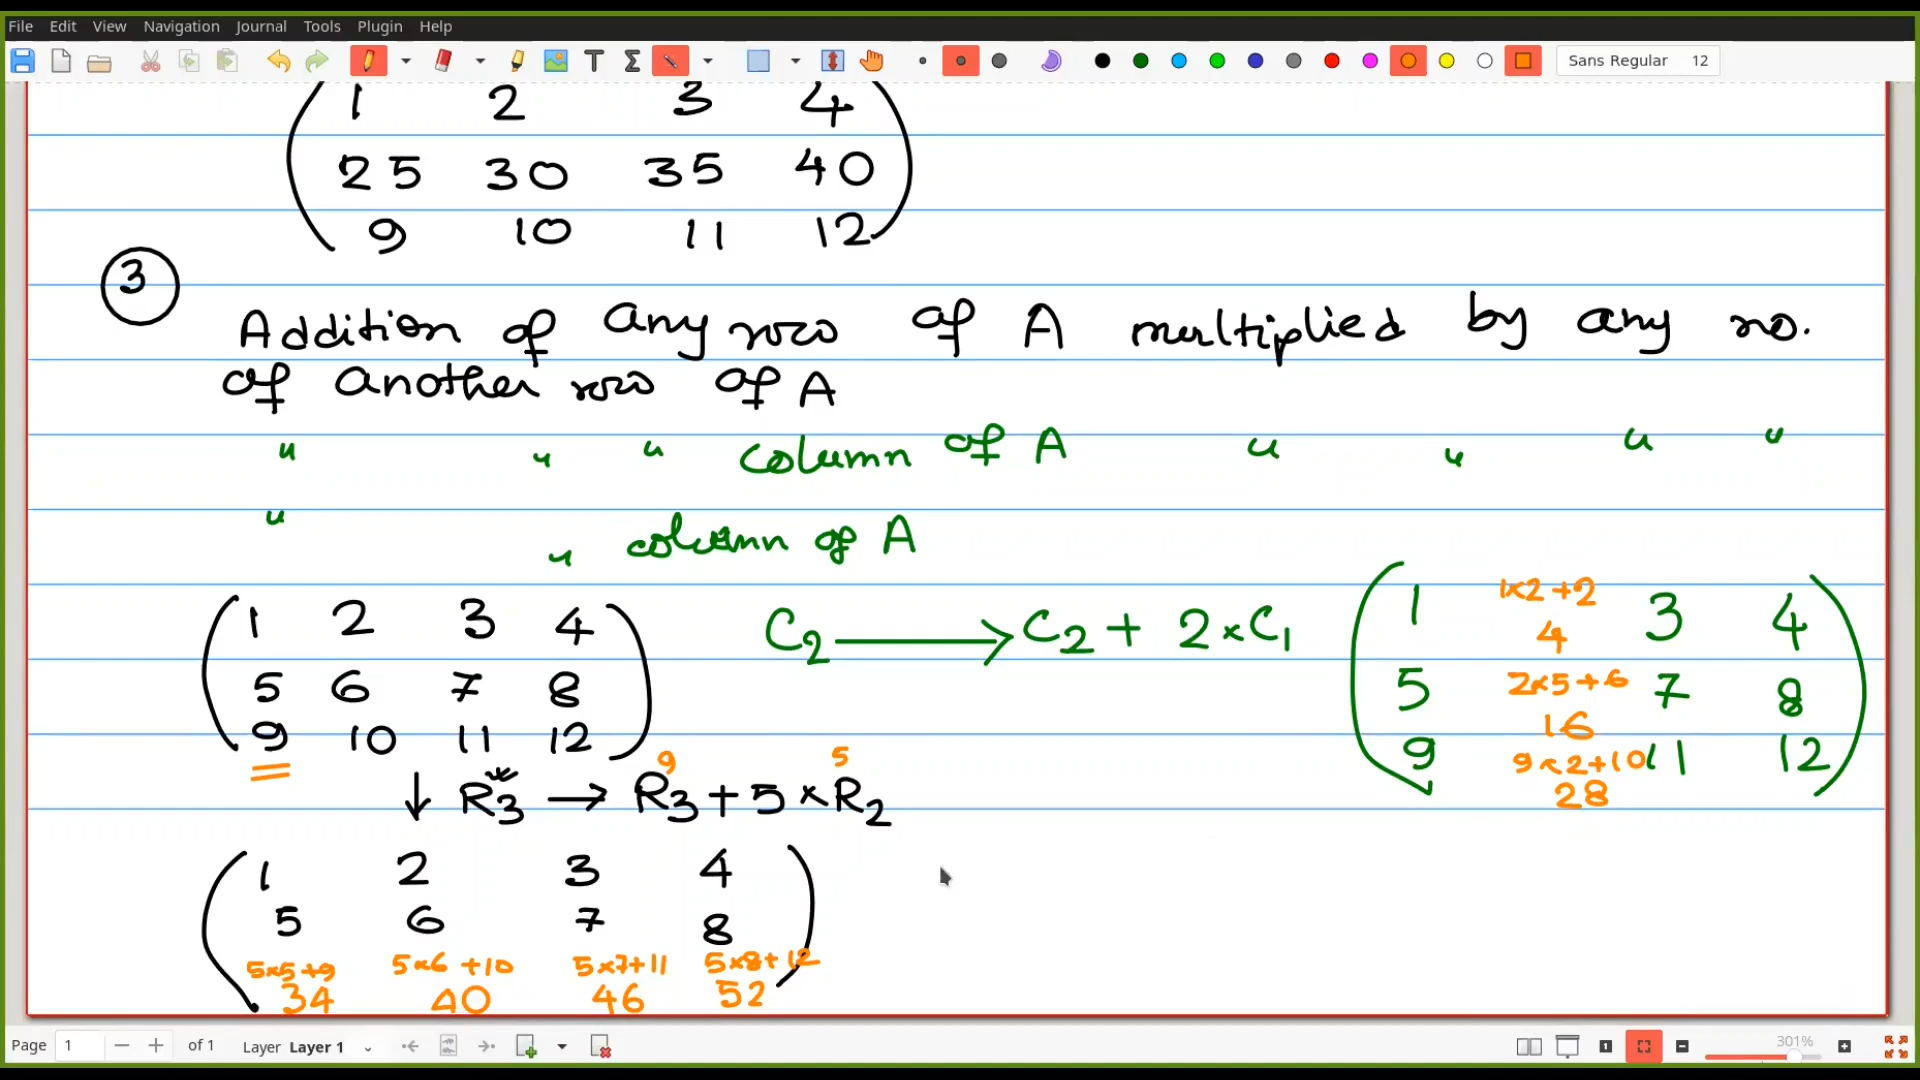 File Edit View Navigation Journal Tools Plugin Help
Sans Regular 12
1 2 3 4
25 30 35 40
9 10 11 12
3
Addition of any row of A multiplied by any no.
of another row of A
" " " column of A " " " "
" " column of A
1 2 3 4
5 6 7 8
9 10 11 12
C2 → C2 + 2×C1
1 1×2+2 3 4
4
5 2×5+6 7 8
16
9 9×2+10 11 12
28
9 5
↓ R3* → R3 + 5 × R2
1 2 3 4
5 6 7 8
5×5+9 5×6+10 5×7+11 5×8+12
34 40 46 52
Page 1 of 1 Layer Layer 1 301%